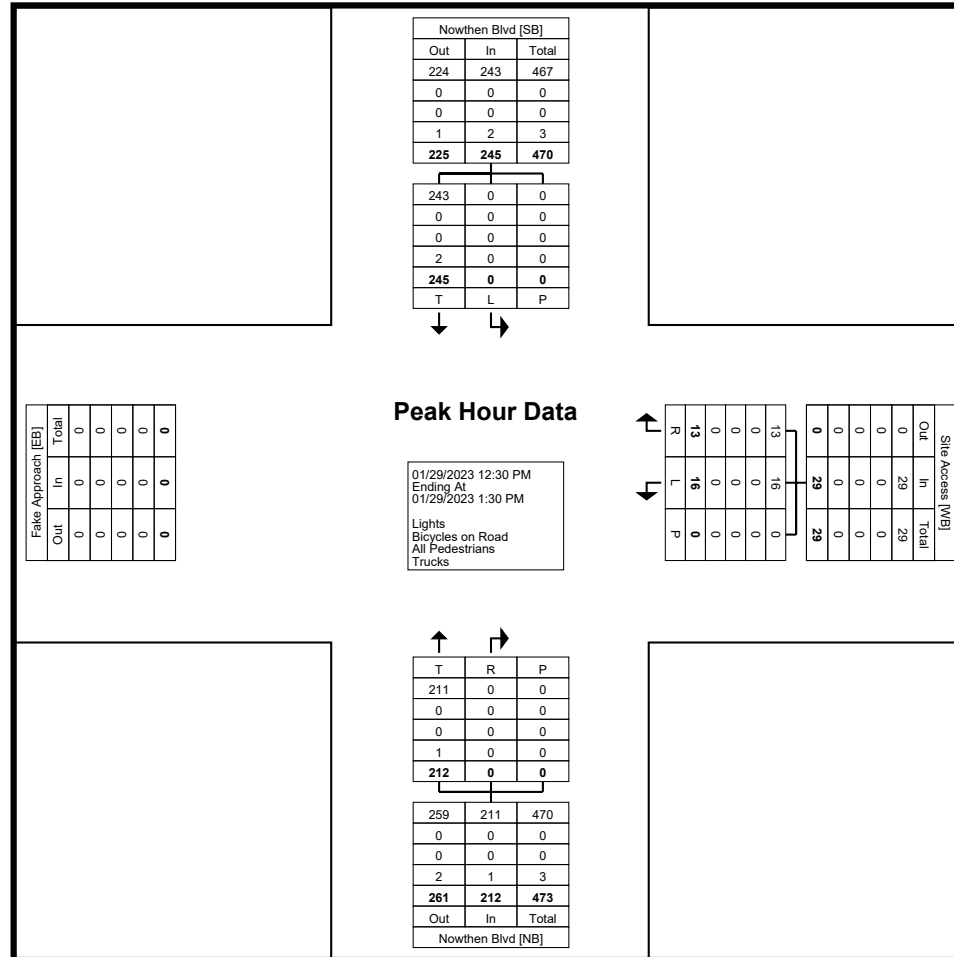 Nowthen Blvd [SB]
Out In Total
224 243 467
0 0 0
0 0 0
1 2 3
225 245 470
243 0 0
0 0 0
0 0 0
2 0 0
245 0 0
T L P
Peak Hour Data
01/29/2023 12:30 PM
Ending At
01/29/2023 1:30 PM
Lights
Bicycles on Road
All Pedestrians
Trucks
Fake Approach [EB]
Out In Total
0 0 0
0 0 0
0 0 0
0 0 0
0 0 0
Site Access [WB]
Out In Total
0 29 29
0 0 0
0 0 0
0 0 0
0 29 29
13 16 0
0 0 0
0 0 0
0 0 0
13 16 0
R L P
T R P
211 0 0
0 0 0
0 0 0
1 0 0
212 0 0
259 211 470
0 0 0
0 0 0
2 1 3
261 212 473
Out In Total
Nowthen Blvd [NB]